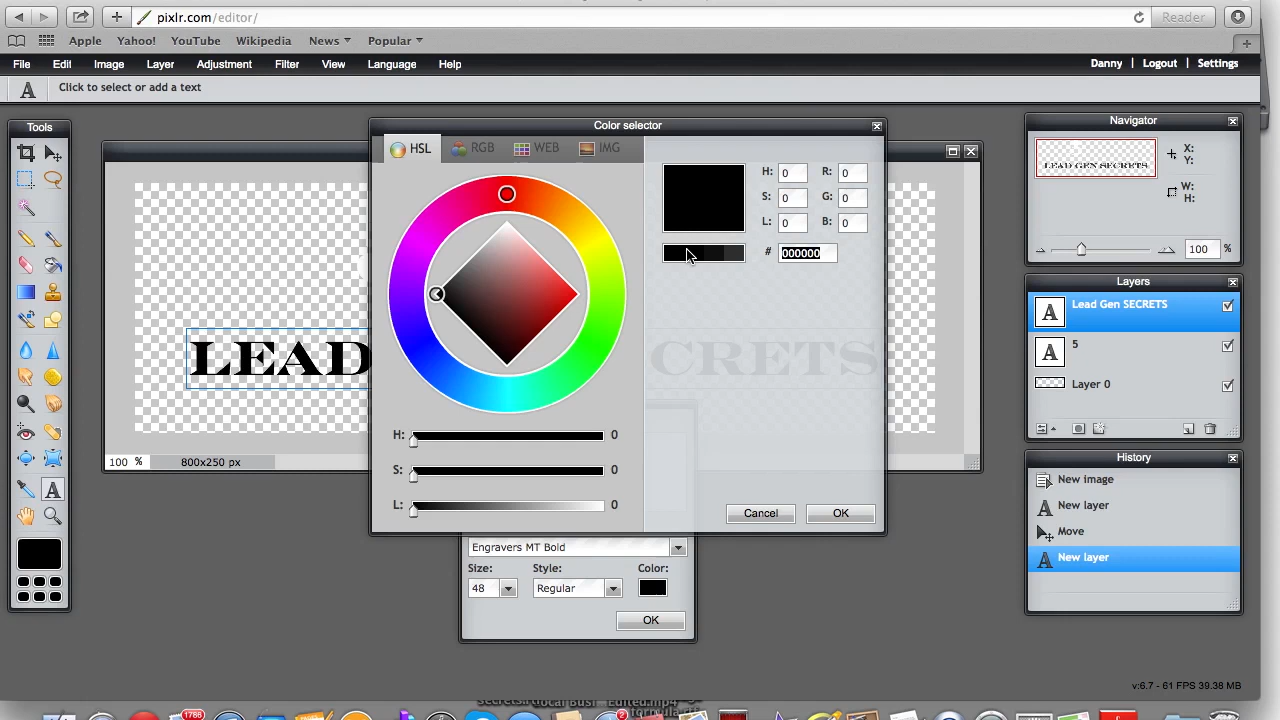 pixlr.com/editor/
Reader
Apple Yahoo! YouTube Wikipedia News Popular
File Edit Image Layer Adjustment Filter View Language Help
Danny | Logout | Settings
A Click to select or add a text
Tools
Color selector
HSL RGB WEB IMG
H: 0 R: 0
S: 0 G: 0
L: 0 B: 0
# 000000
H: 0
S: 0
L: 0
Cancel OK
LEAD
CRETS
100 % 800x250 px
Engravers MT Bold
Size: Style: Color:
48 Regular
OK
Navigator
LEAD GEN SECRETS
X:
Y:
W:
H:
100 %
Layers
A Lead Gen SECRETS
A 5
Layer 0
History
New image
A New layer
Move
A New layer
v:6.7 - 61 FPS 39.38 MB
1786
2